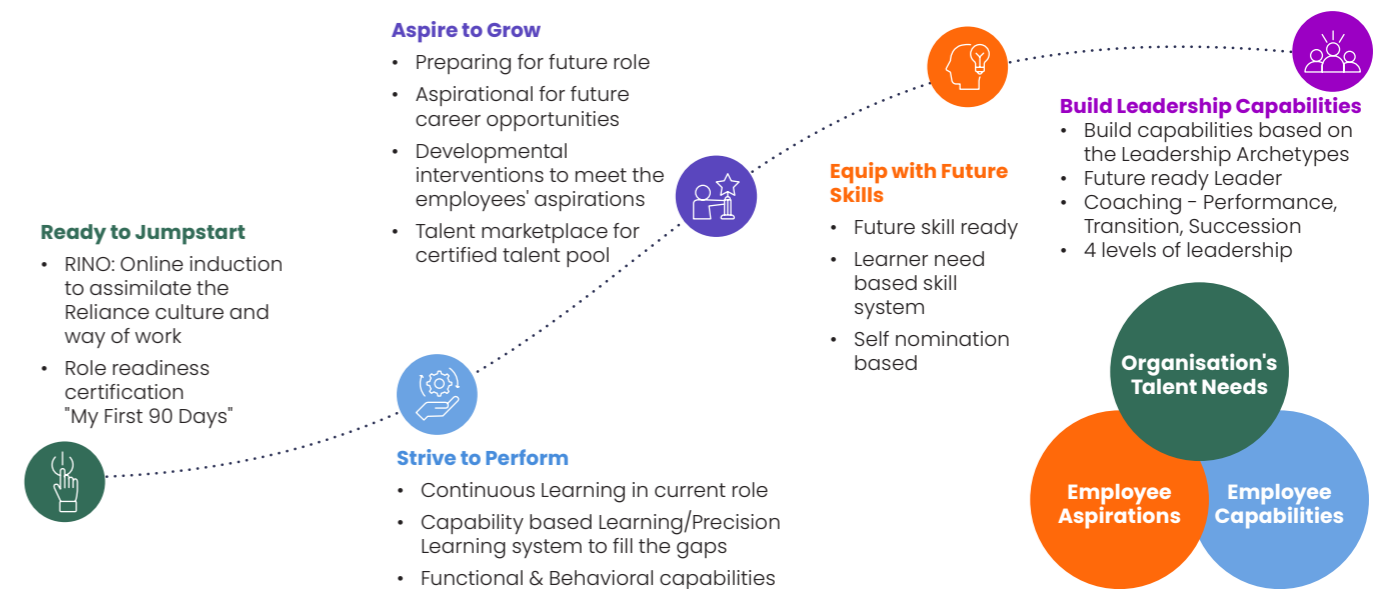 Ready to Jumpstart
• RINO: Online induction
to assimilate the
Reliance culture and
way of work
• Role readiness
certification
"My First 90 Days"
Strive to Perform
• Continuous Learning in current role
• Capability based Learning/Precision
Learning system to fill the gaps
• Functional & Behavioral capabilities
Aspire to Grow
• Preparing for future role
• Aspirational for future
career opportunities
• Developmental
interventions to meet the
employees' aspirations
• Talent marketplace for
certified talent pool
Equip with Future
Skills
• Future skill ready
• Learner need
based skill
system
• Self nomination
based
Build Leadership Capabilities
• Build capabilities based on
the Leadership Archetypes
• Future ready Leader
• Coaching - Performance,
Transition, Succession
• 4 levels of leadership
Organisation's
Talent Needs
Employee
Aspirations
Employee
Capabilities